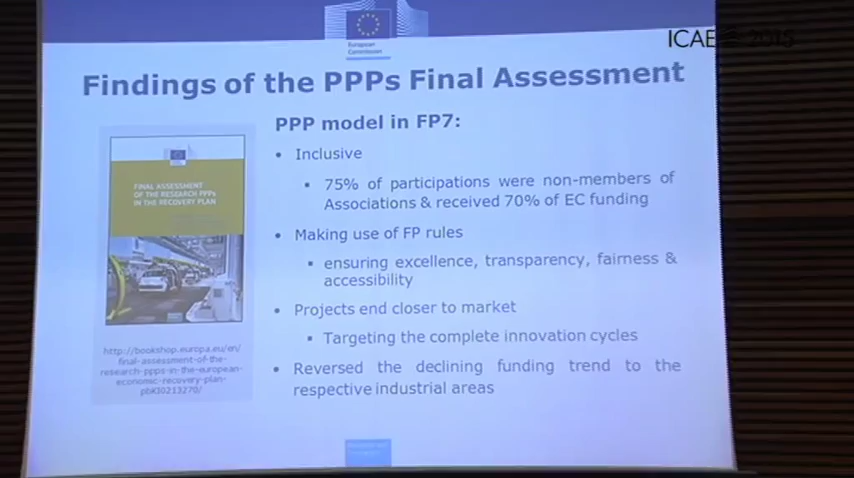 ICAE 2015
European
Commission
Findings of the PPPs Final Assessment
PPP model in FP7:
• Inclusive
▪ 75% of participations were non-members of
Associations & received 70% of EC funding
• Making use of FP rules
▪ ensuring excellence, transparency, fairness &
accessibility
• Projects end closer to market
▪ Targeting the complete innovation cycles
• Reversed the declining funding trend to the
respective industrial areas
FINAL ASSESSMENT
OF THE RESEARCH PPPs
IN THE RECOVERY PLAN
http://bookshop.europa.eu/en/
final-assessment-of-the-
research-ppps-in-the-european-
economic-recovery-plan-
pbKI0213270/